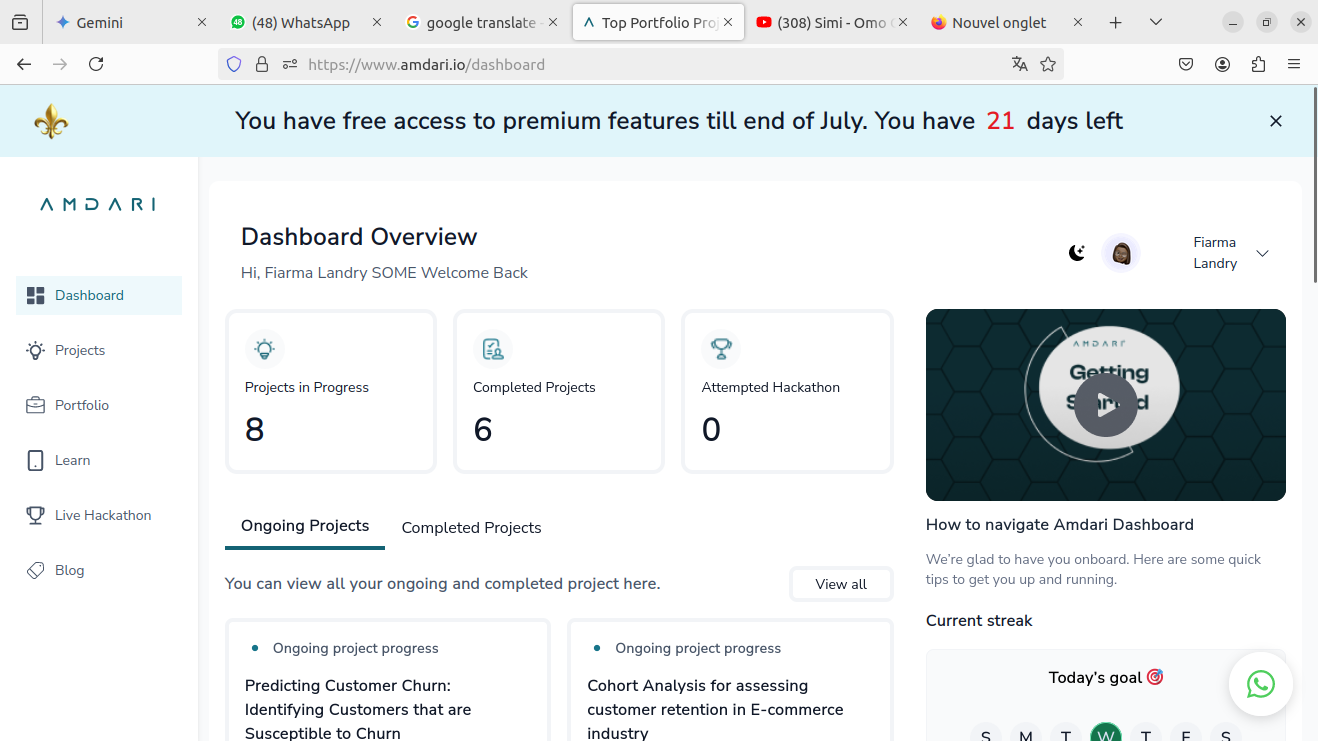 Gemini
(48) WhatsApp
google translate -
Top Portfolio Pro
(308) Simi - Omo
Nouvel onglet
https://www.amdari.io/dashboard
You have free access to premium features till end of July. You have 21 days left
AMDARI
Dashboard
Projects
Portfolio
Learn
Live Hackathon
Blog
Dashboard Overview
Hi, Fiarma Landry SOME Welcome Back
Fiarma
Landry
Projects in Progress
8
Completed Projects
6
Attempted Hackathon
0
Ongoing Projects
Completed Projects
You can view all your ongoing and completed project here.
View all
Ongoing project progress
Predicting Customer Churn:
Identifying Customers that are
Susceptible to Churn
Ongoing project progress
Cohort Analysis for assessing
customer retention in E-commerce
industry
AMDARI
Getting
Started
How to navigate Amdari Dashboard
We're glad to have you onboard. Here are some quick
tips to get you up and running.
Current streak
Today's goal
S M T W T F S